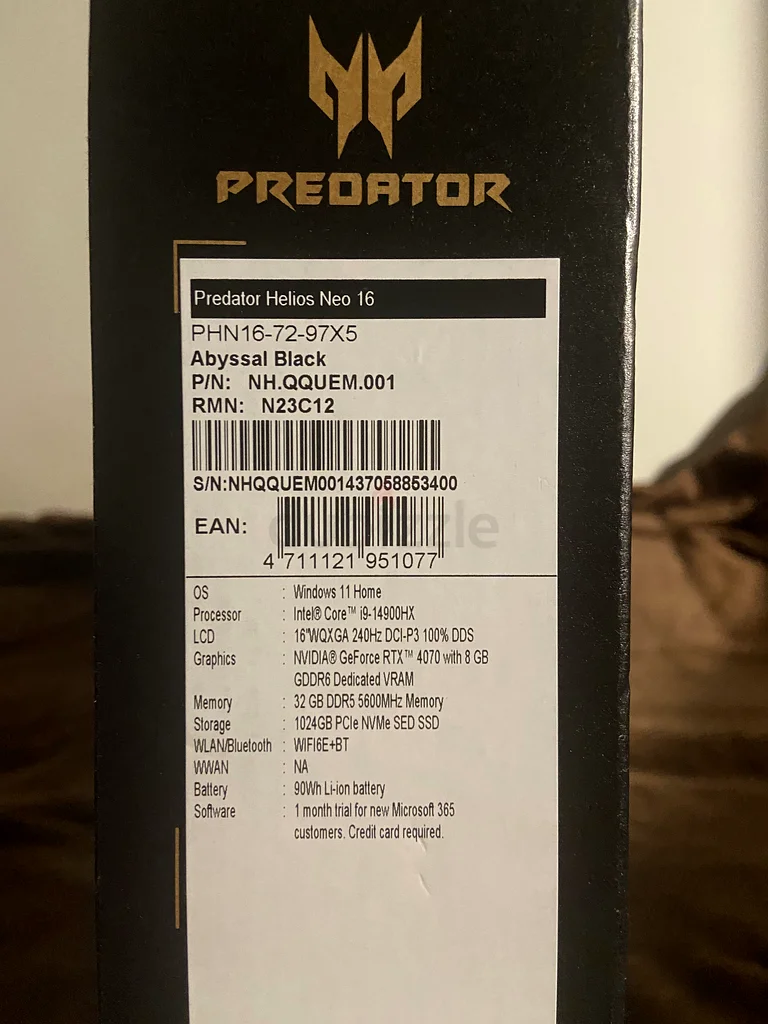 PREDATOR
Predator Helios Neo 16
PHN16-72-97X5
Abyssal Black
P/N: NH.QQUEM.001
RMN: N23C12
S/N:NHQQUEM001437058853400
EAN:
4 711121 951077
OS : Windows 11 Home
Processor : Intel® Core™ i9-14900HX
LCD : 16"WQXGA 240Hz DCI-P3 100% DDS
Graphics : NVIDIA® GeForce RTX™ 4070 with 8 GB
GDDR6 Dedicated VRAM
Memory : 32 GB DDR5 5600MHz Memory
Storage : 1024GB PCIe NVMe SED SSD
WLAN/Bluetooth : WIFI6E+BT
WWAN : NA
Battery : 90Wh Li-ion battery
Software : 1 month trial for new Microsoft 365
customers. Credit card required.